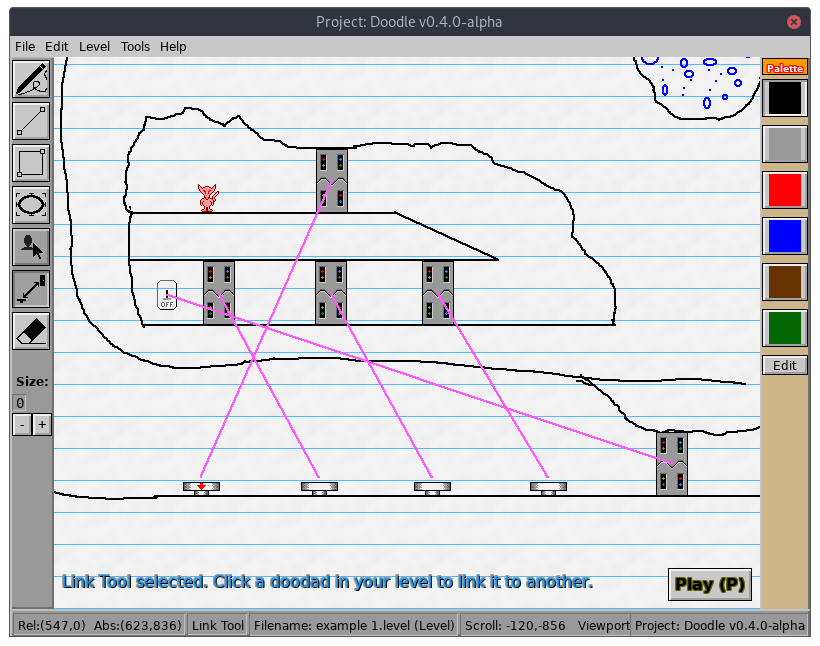 Project: Doodle v0.4.0-alpha
File Edit Level Tools Help
Palette
OFF
Size:
0
- +
Edit
Link Tool selected. Click a doodad in your level to link it to another.
Play (P)
Rel:(547,0) Abs:(623,836) Link Tool Filename: example 1.level (Level) Scroll: -120,-856 Viewport Project: Doodle v0.4.0-alpha